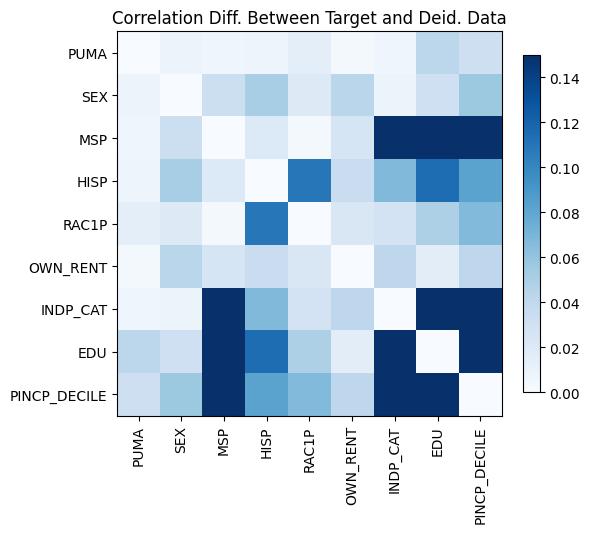 Correlation Diff. Between Target and Deid. Data
PUMA
SEX
MSP
HISP
RAC1P
OWN_RENT
INDP_CAT
EDU
PINCP_DECILE
PUMA
SEX
MSP
HISP
RAC1P
OWN_RENT
INDP_CAT
EDU
PINCP_DECILE
0.14
0.12
0.10
0.08
0.06
0.04
0.02
0.00